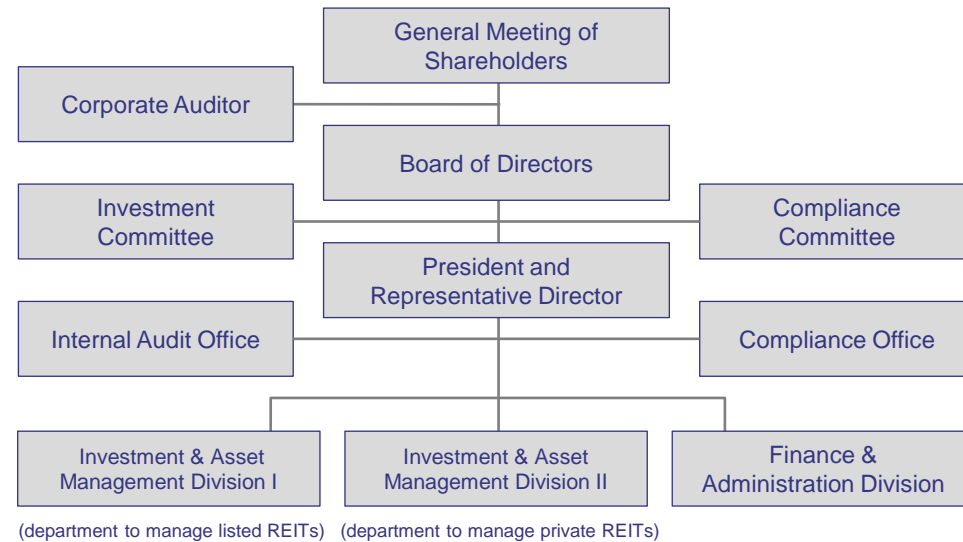 General Meeting of
Shareholders
Corporate Auditor
Board of Directors
Investment
Committee
Compliance
Committee
President and
Representative Director
Internal Audit Office
Compliance Office
Investment & Asset
Management Division I
Investment & Asset
Management Division II
Finance &
Administration Division
(department to manage listed REITs)
(department to manage private REITs)